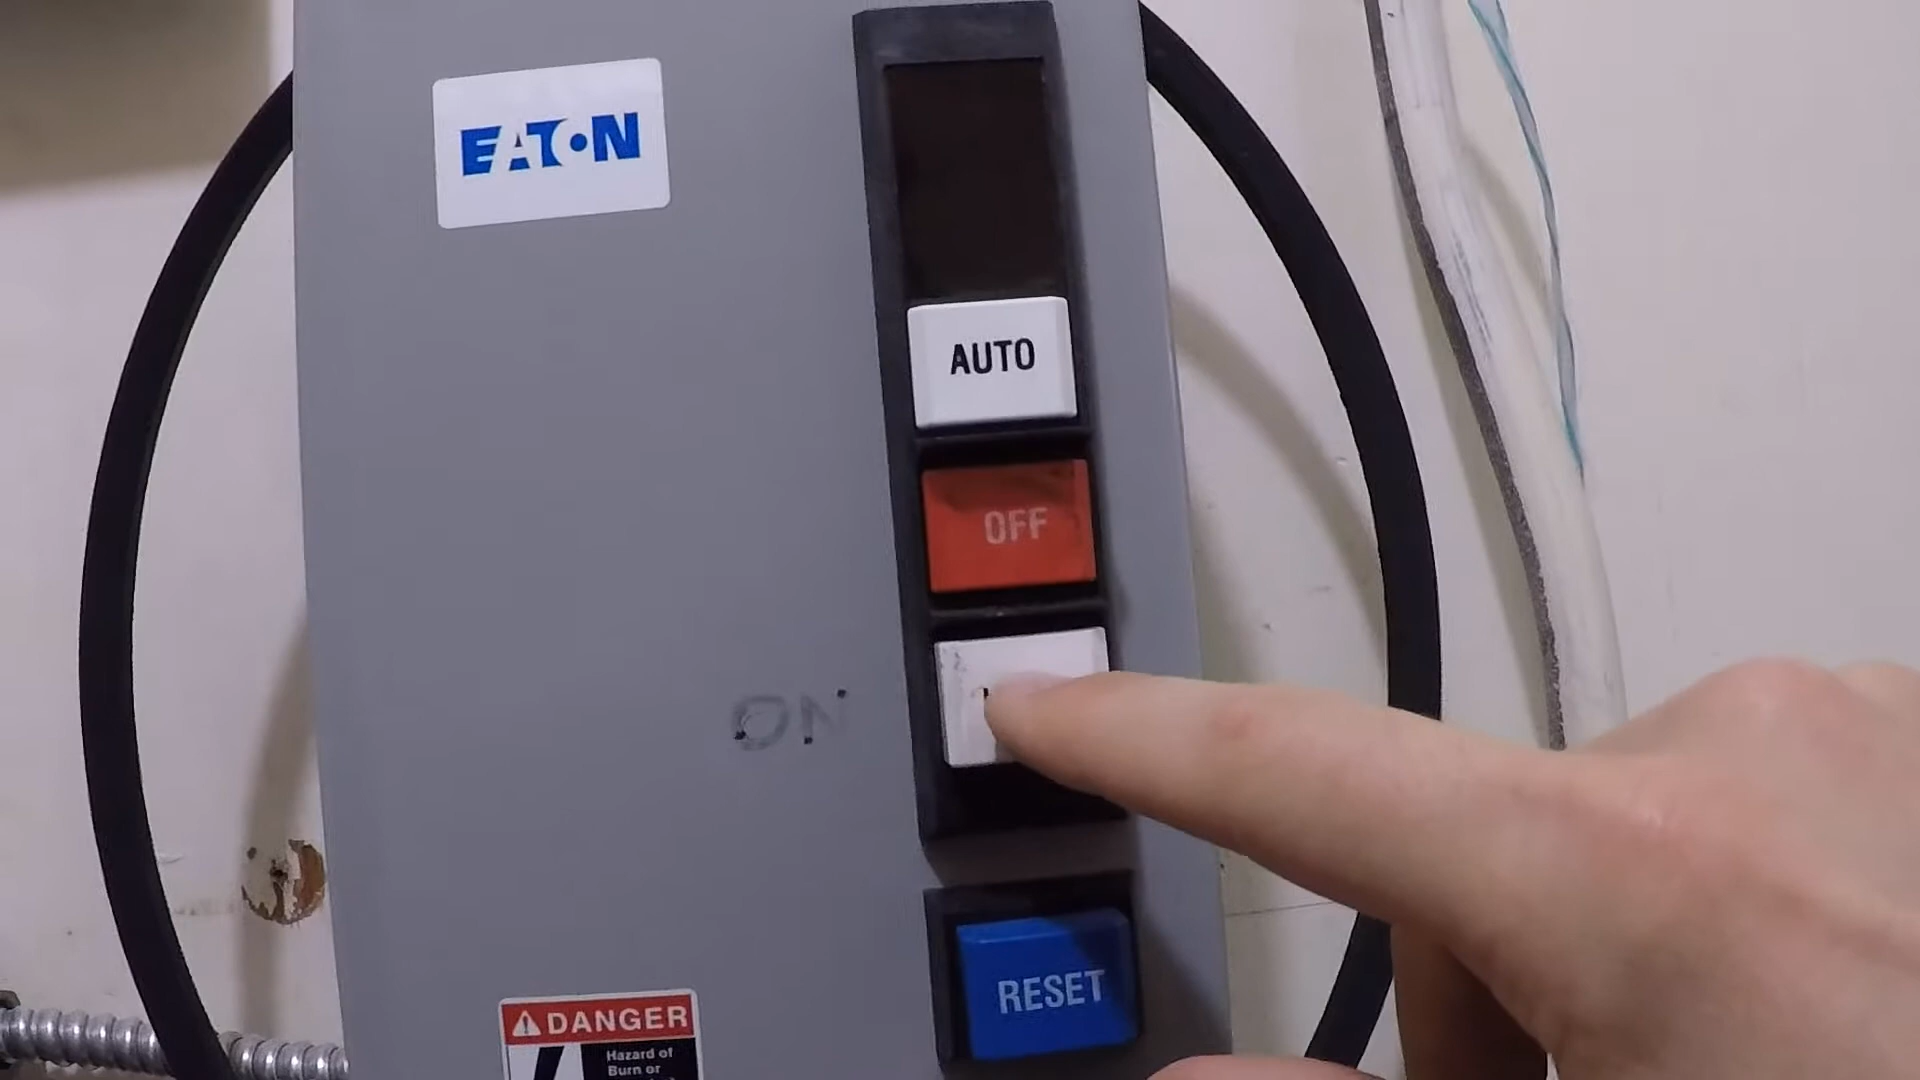 EATON
AUTO
OFF
ON
RESET
DANGER
Hazard of
Burn or